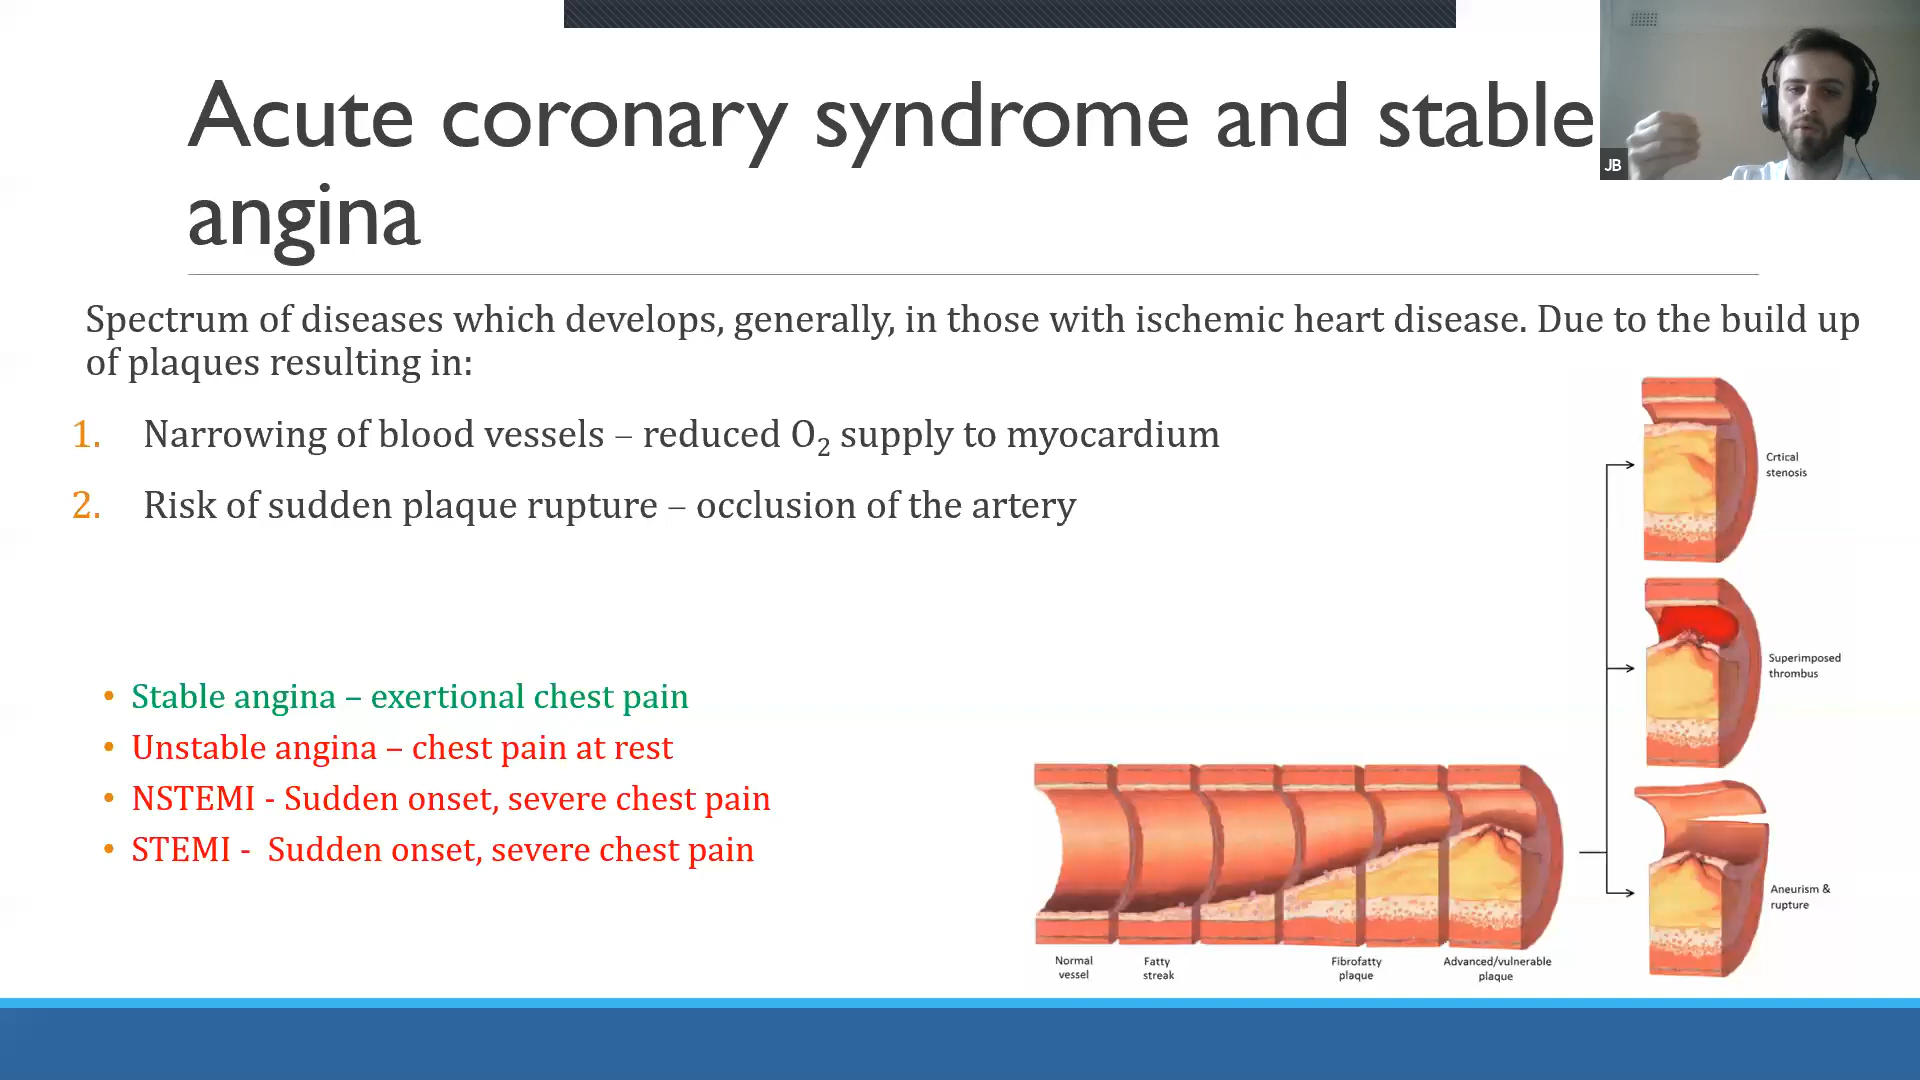 Acute coronary syndrome and stable
angina
JB
Spectrum of diseases which develops, generally, in those with ischemic heart disease. Due to the build up
of plaques resulting in:
1. Narrowing of blood vessels – reduced O₂ supply to myocardium
2. Risk of sudden plaque rupture – occlusion of the artery
• Stable angina – exertional chest pain
• Unstable angina – chest pain at rest
• NSTEMI - Sudden onset, severe chest pain
• STEMI - Sudden onset, severe chest pain
Crtical
stenosis
Superimposed
thrombus
Aneurism &
rupture
Normal
vessel
Fatty
streak
Fibrofatty
plaque
Advanced/vulnerable
plaque